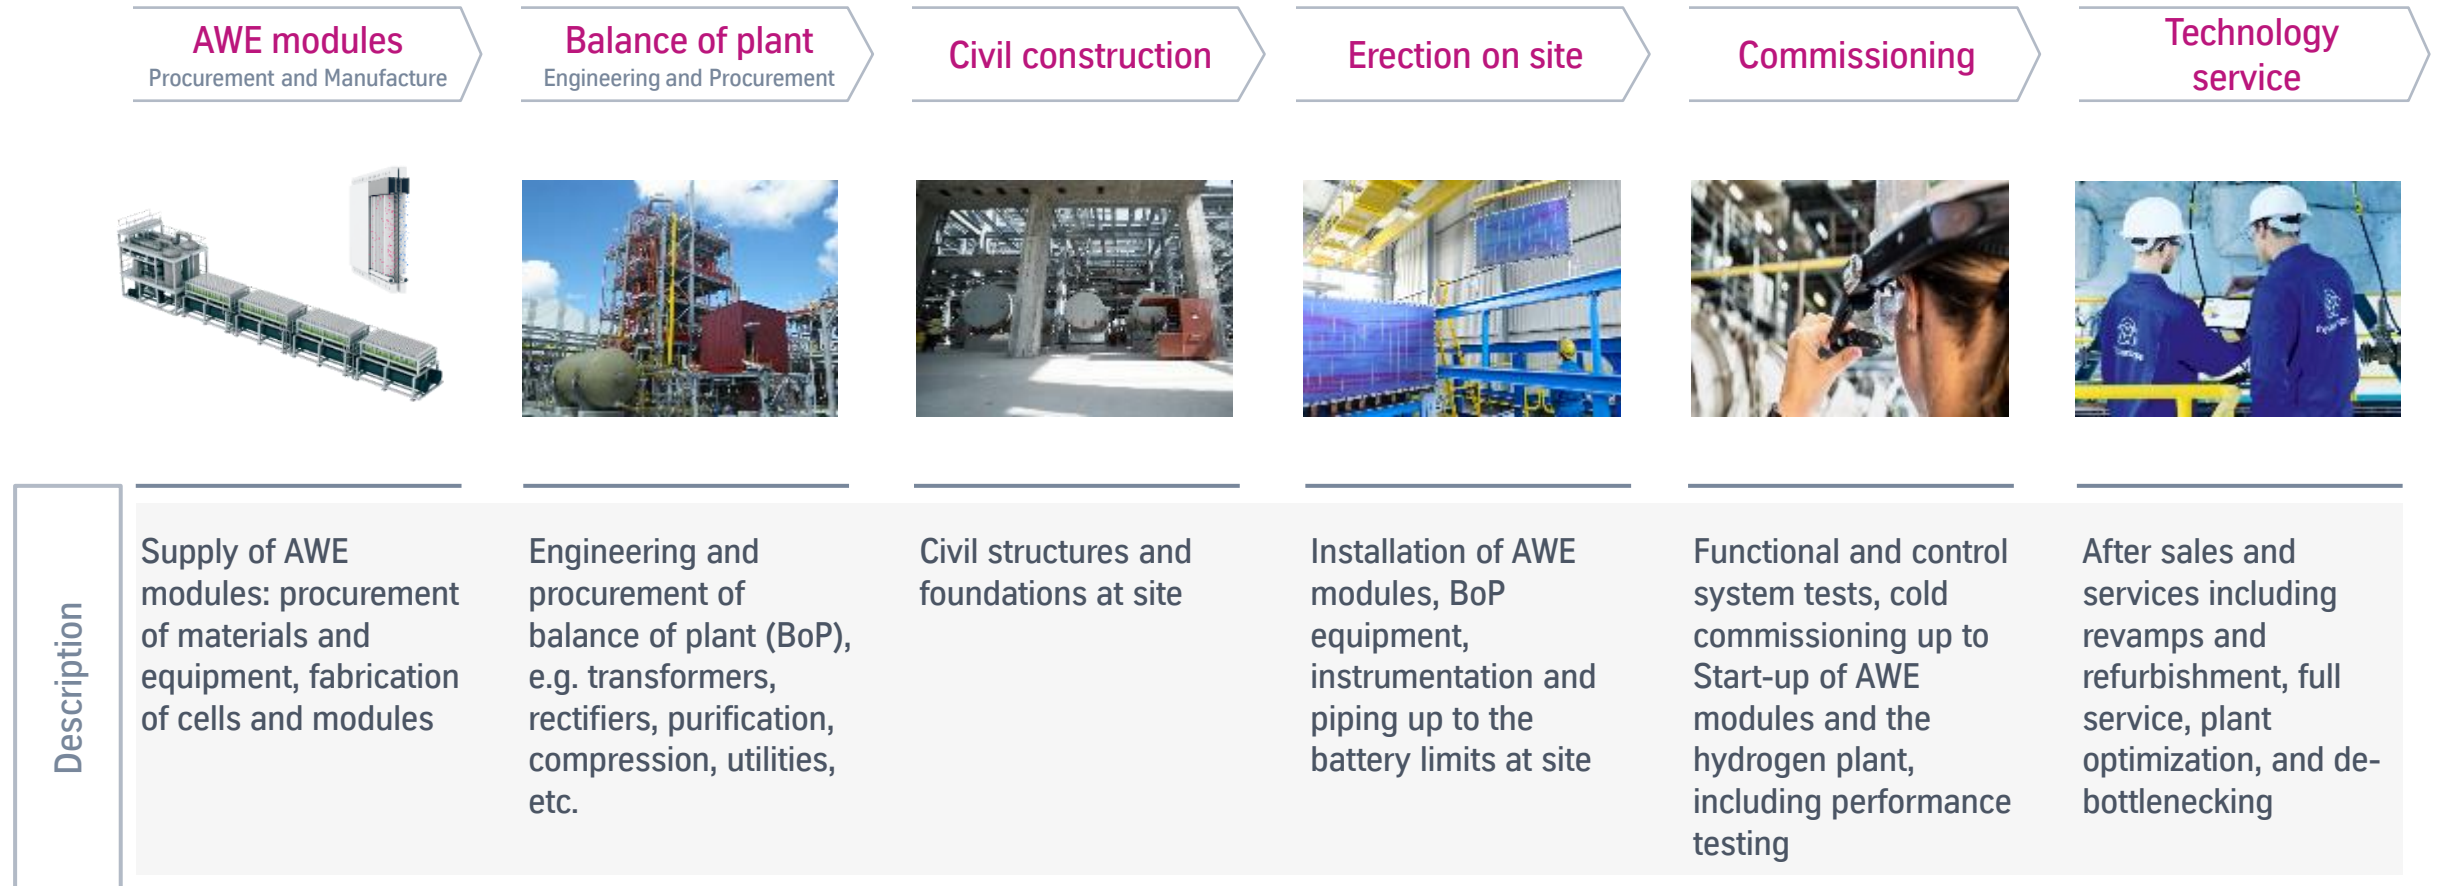 AWE modules
Procurement and Manufacture
Balance of plant
Engineering and Procurement
Civil construction
Erection on site
Commissioning
Technology
service
Description
Supply of AWE
modules: procurement
of materials and
equipment, fabrication
of cells and modules
Engineering and
procurement of
balance of plant (BoP),
e.g. transformers,
rectifiers, purification,
compression, utilities,
etc.
Civil structures and
foundations at site
Installation of AWE
modules, BoP
equipment,
instrumentation and
piping up to the
battery limits at site
Functional and control
system tests, cold
commissioning up to
Start-up of AWE
modules and the
hydrogen plant,
including performance
testing
After sales and
services including
revamps and
refurbishment, full
service, plant
optimization, and de-
bottlenecking